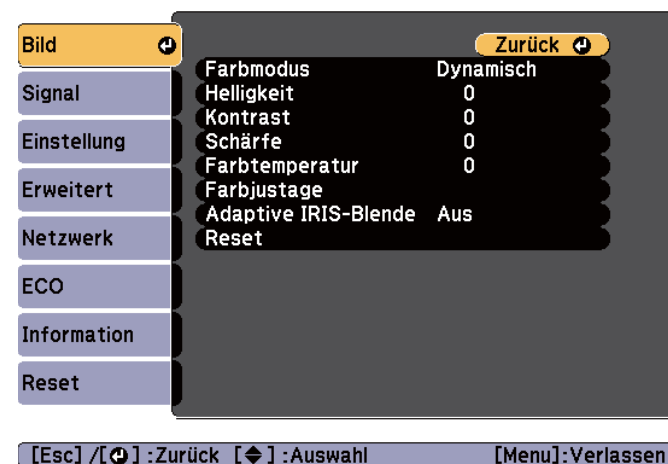 Bild
Signal
Einstellung
Erweitert
Netzwerk
ECO
Information
Reset
Zurück
Farbmodus Dynamisch
Helligkeit 0
Kontrast 0
Schärfe 0
Farbtemperatur 0
Farbjustage
Adaptive IRIS-Blende Aus
Reset
[Esc] /[⏎] :Zurück [◆] :Auswahl [Menu]:Verlassen